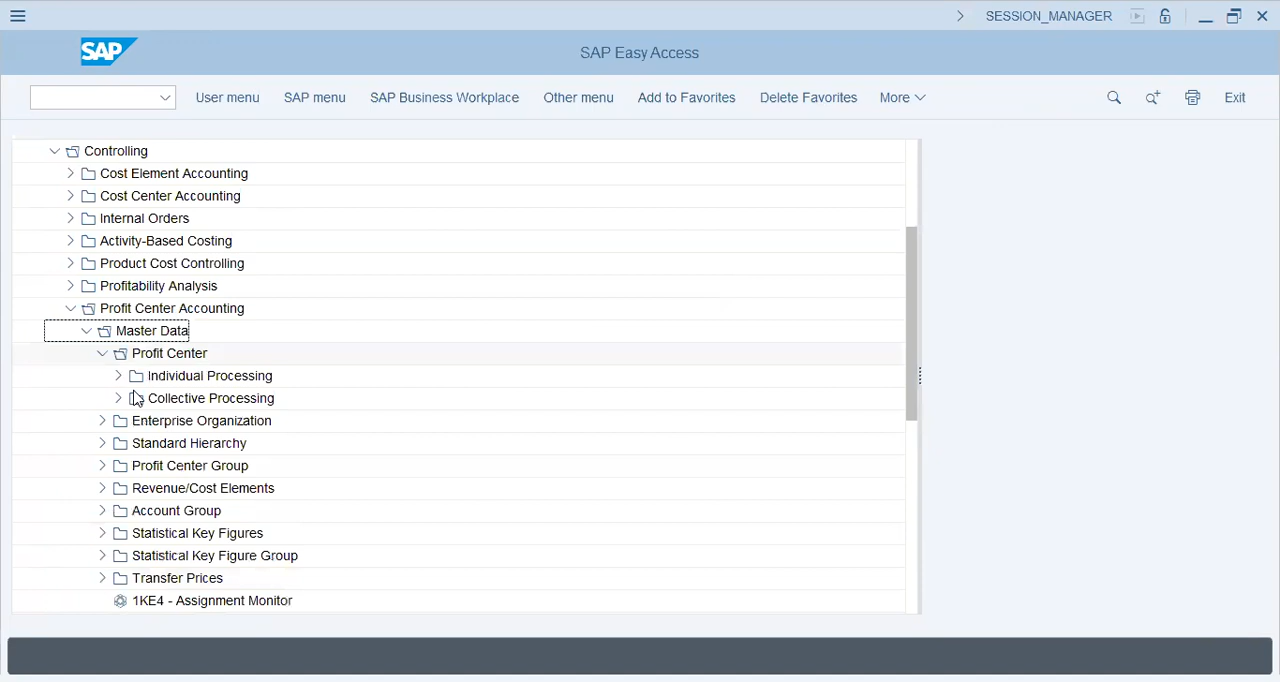 SESSION_MANAGER
SAP
SAP Easy Access
User menu SAP menu SAP Business Workplace Other menu Add to Favorites Delete Favorites More Exit
Controlling
Cost Element Accounting
Cost Center Accounting
Internal Orders
Activity-Based Costing
Product Cost Controlling
Profitability Analysis
Profit Center Accounting
Master Data
Profit Center
Individual Processing
Collective Processing
Enterprise Organization
Standard Hierarchy
Profit Center Group
Revenue/Cost Elements
Account Group
Statistical Key Figures
Statistical Key Figure Group
Transfer Prices
1KE4 - Assignment Monitor